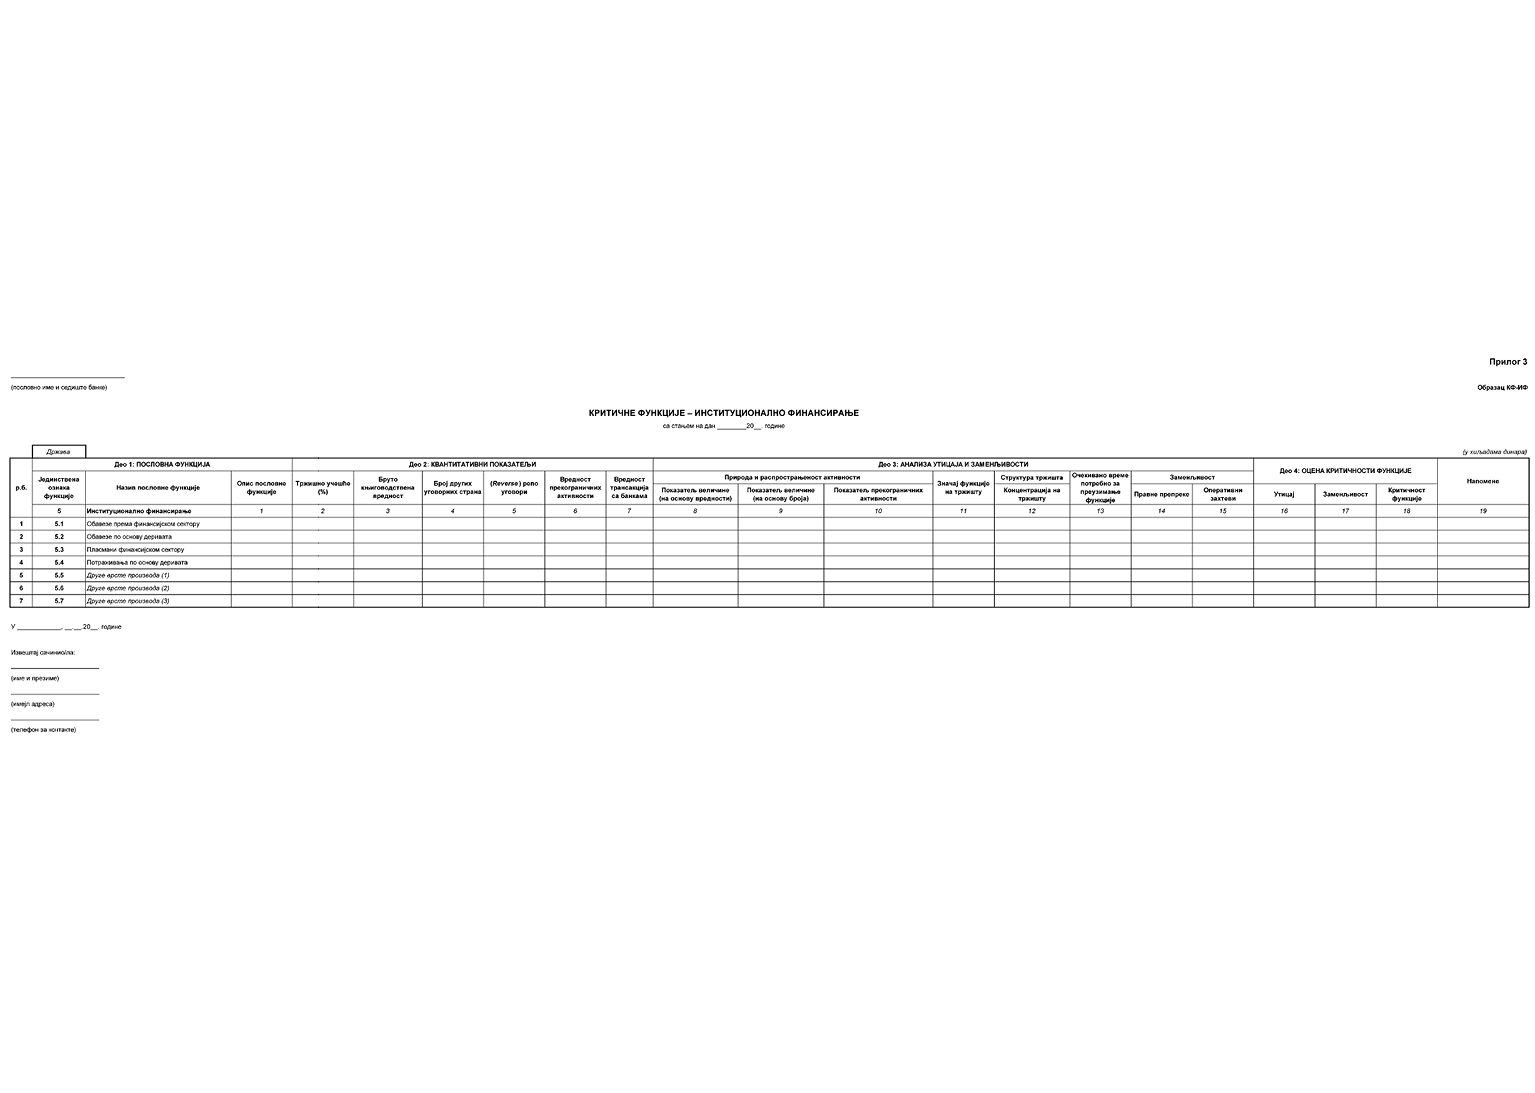 Прилог 3
(пословно име и седиште банке)
Образац КФ-ИФ
КРИТИЧНЕ ФУНКЦИЈЕ – ИНСТИТУЦИОНАЛНО ФИНАНСИРАЊЕ
са стањем на дан ________20__. године
Држава
(у хиљадама динара)
р.б.
Део 1: ПОСЛОВНА ФУНКЦИЈА
Део 2: КВАНТИТАТИВНИ ПОКАЗАТЕЉИ
Део 3: АНАЛИЗА УТИЦАЈА И ЗАМЕНЉИВОСТИ
Део 4: ОЦЕНА КРИТИЧНОСТИ ФУНКЦИЈЕ
Напомене
Јединствена
ознака
функције
Назив пословне функције
Опис пословне
функције
Тржишно учешће
(%)
Бруто
књиговодствена
вредност
Број других
уговорних страна
(Reverse) репо
уговори
Вредност
прекограничних
активности
Вредност
трансакција
са банкама
Природа и распрострањеност активности
Показатељ величине
(на основу вредности)
Показатељ величине
(на основу броја)
Показатељ прекограничних
активности
Значај функције
на тржишту
Структура тржишта
Концентрација на
тржишту
Очекивано време
потребно за
преузимање
функције
Заменљивост
Правне препреке
Оперативни
захтеви
Утицај
Заменљивост
Критичност
функције
5 Институционално финансирање 1 2 3 4 5 6 7 8 9 10 11 12 13 14 15 16 17 18 19
1 5.1 Обавезе према финансијском сектору
2 5.2 Обавезе по основу деривата
3 5.3 Пласмани финансијском сектору
4 5.4 Потраживања по основу деривата
5 5.5 Друге врсте производа (1)
6 5.6 Друге врсте производа (2)
7 5.7 Друге врсте производа (3)
У ____________, __.__.20__. године
Извештај сачинио/ла:
(име и презиме)
(имејл адреса)
(телефон за контакте)